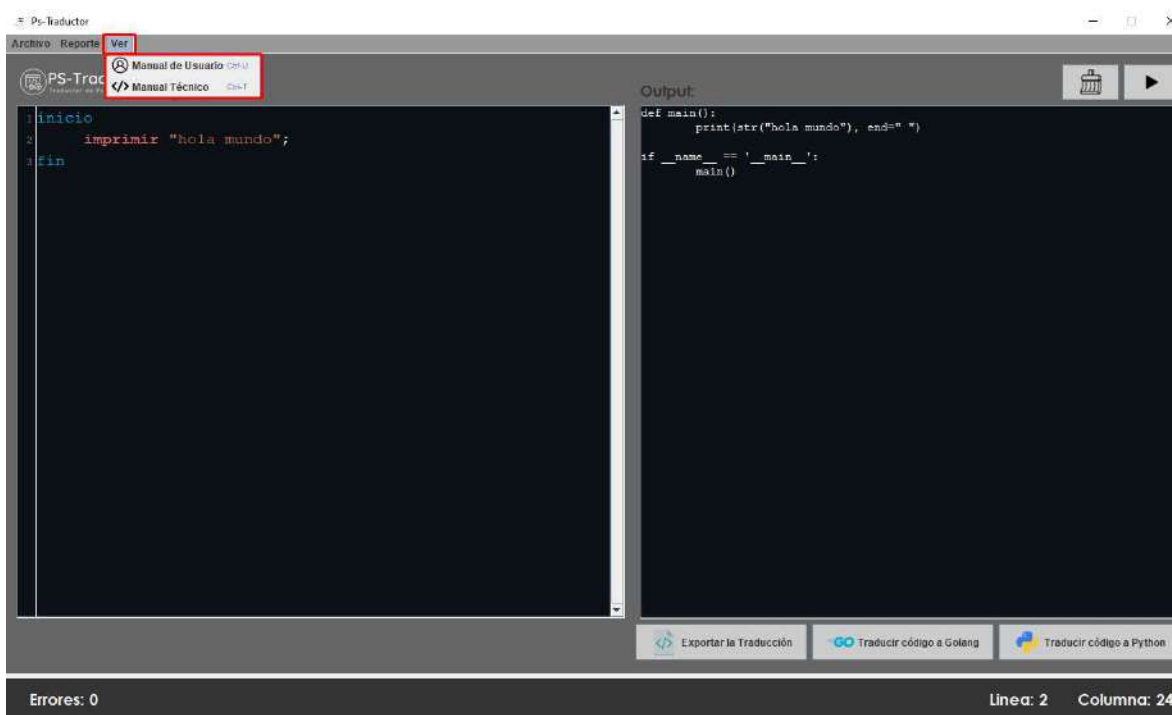 Ps-Traductor
Archivo Reporte Ver
Manual de Usuario Ctrl-U
Manual Técnico Ctrl-T
PS-Trad
Output:
1 inicio
2 imprimir "hola mundo";
3 fin
def main():
print(str("hola mundo"), end=" ")
if __name__ == '__main__':
main()
Exportar la Traducción
GO Traducir código a Golang
Traducir código a Python
Errores: 0
Linea: 2 Columna: 24